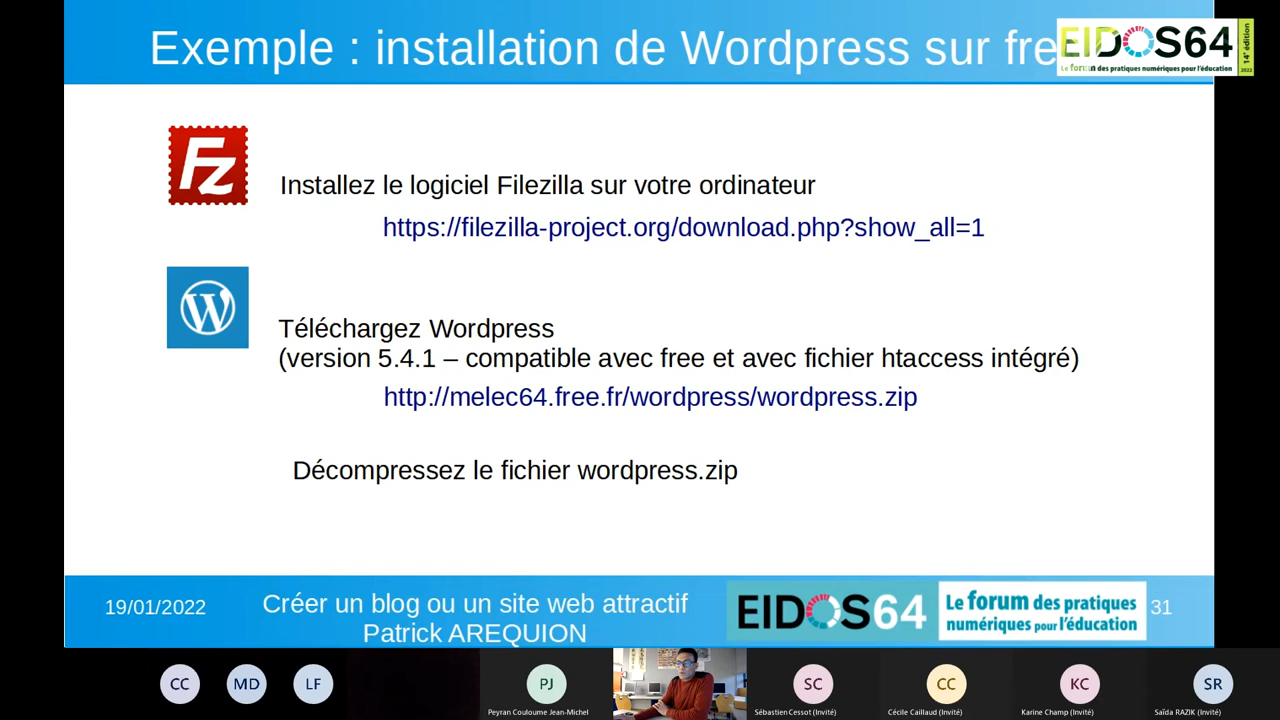 Exemple : installation de Wordpress sur fre
EIDOS64
Le forum des pratiques numériques pour l'éducation
14e édition
2022
Fz
Installez le logiciel Filezilla sur votre ordinateur
https://filezilla-project.org/download.php?show_all=1
W
Téléchargez Wordpress
(version 5.4.1 – compatible avec free et avec fichier htaccess intégré)
http://melec64.free.fr/wordpress/wordpress.zip
Décompressez le fichier wordpress.zip
19/01/2022
Créer un blog ou un site web attractif
Patrick AREQUION
EIDOS64
Le forum des pratiques
numériques pour l'éducation
31
CC
MD
LF
PJ
SC
CC
KC
SR
Peyran Couloume Jean-Michel
Sébastien Cessot (Invité)
Cécile Caillaud (Invité)
Karine Champ (Invité)
Saïda RAZIK (Invité)